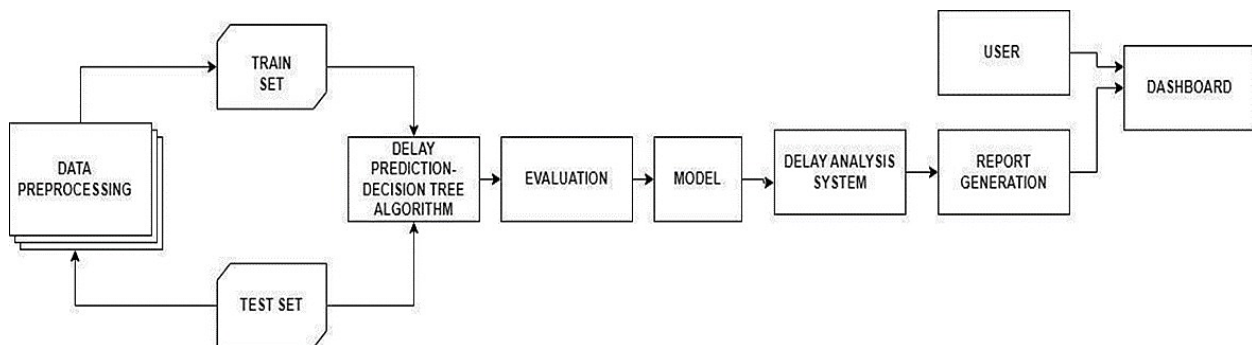 TRAIN
SET
DATA
PREPROCESSING
TEST SET
DELAY
PREDICTION-
DECISION TREE
ALGORITHM
EVALUATION
MODEL
DELAY ANALYSIS
SYSTEM
REPORT
GENERATION
USER
DASHBOARD